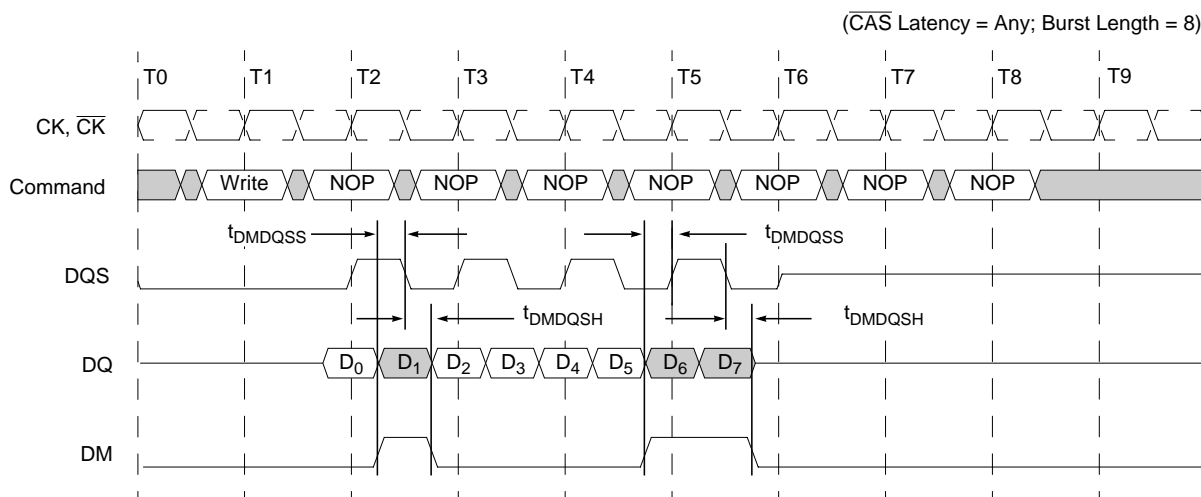 (CAS Latency = Any; Burst Length = 8)
T0 T1 T2 T3 T4 T5 T6 T7 T8 T9
CK, CK
Command Write NOP NOP NOP NOP NOP NOP NOP
tDMDQSS tDMDQSS
DQS
tDMDQSH tDMDQSH
DQ D0 D1 D2 D3 D4 D5 D6 D7
DM